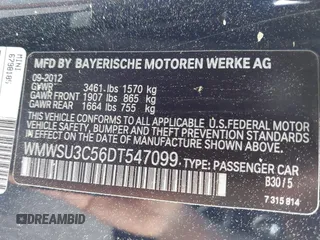 MFD BY BAYERISCHE MOTOREN WERKE AG
09-2012
GVWR 3461 lbs 1570 kg
GAWR FRONT 1907 lbs 865 kg
GAWR REAR 1664 lbs 755 kg
THIS VEHICLE CONFORMS TO ALL APPLICABLE U.S. FEDERAL MOTOR
VEHICLE SAFETY, BUMPER, AND THEFT PREVENTION STANDARDS IN
EFFECT ON THE DATE OF MANUFACTURE SHOWN ABOVE.
WMWSU3C56DT547099 TYPE: PASSENGER CAR
B30/5
7 315 814
MINI